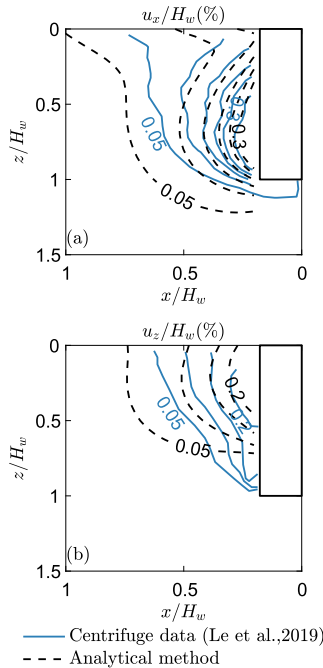 u_x/H_w(%)
0
0.5
1
1.5
z/H_w
0.05
0.05
0.3
0.3
(a)
1
0.5
0
x/H_w
u_z/H_w(%)
0
0.5
1
1.5
z/H_w
0.05
0.05
0.2
0.2
(b)
1
0.5
0
x/H_w
Centrifuge data (Le et al.,2019)
Analytical method